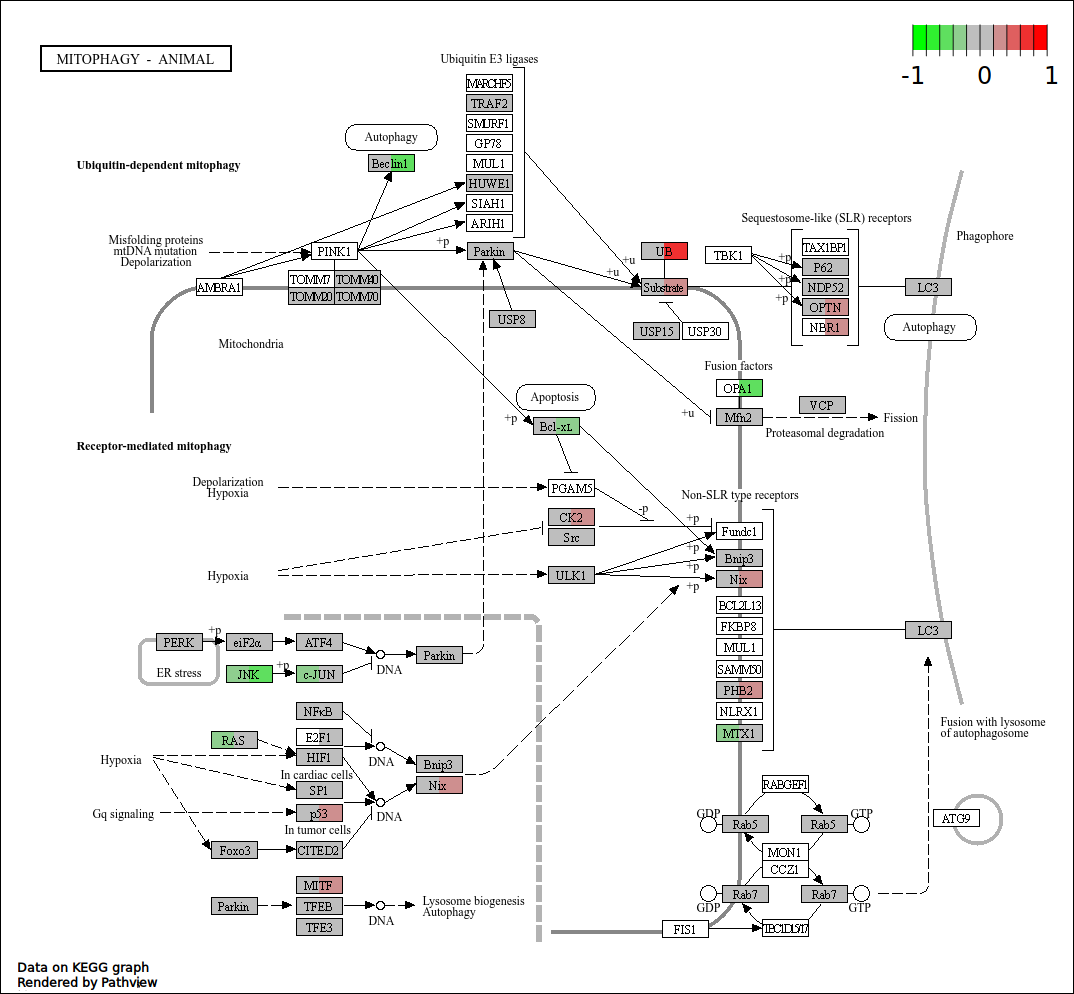 -1 0 1
MITOPHAGY - ANIMAL
Ubiquitin E3 ligases
MARCHF5
TRAF2
SMURF1
GP78
MUL1
HUWE1
SIAH1
ARIH1
Autophagy
Beclin1
Ubiquitin-dependent mitophagy
Misfolding proteins
mtDNA mutation
Depolarization
PINK1
+p
Parkin
AMBRA1
TOMM7
TOMM40
TOMM20
TOMM70
USP8
Mitochondria
+u
+u
UB
Substrate
USP15
USP30
TBK1
+p
+p
+p
Sequestosome-like (SLR) receptors
TAX1BP1
P62
NDP52
OPTN
NBR1
Phagophore
LC3
Autophagy
Fusion factors
OPA1
Mfn2
+u
VCP
Fission
Proteasomal degradation
Apoptosis
+p
Bcl-xL
Receptor-mediated mitophagy
Depolarization
Hypoxia
PGAM5
-p
CK2
Src
Hypoxia
ULK1
Non-SLR type receptors
+p
+p
+p
+p
Fundc1
Bnip3
Nix
BCL2L13
FKBP8
MUL1
SAMM50
PHB2
NLRX1
MTX1
LC3
PERK
+p
eiF2α
ATF4
ER stress
JNK
+p
c-JUN
DNA
Parkin
NFκB
RAS
E2F1
HIF1
Hypoxia
In cardiac cells
SP1
DNA
Bnip3
Nix
Gq signaling
p53
In tumor cells
DNA
Foxo3
CITED2
MITF
Parkin
TFEB
TFE3
DNA
Lysosome biogenesis
Autophagy
Fusion with lysosome
of autophagosome
RABGEF1
GDP
Rab5
Rab5
GTP
MON1
CCZ1
Rab7
Rab7
GDP
GTP
FIS1
TBC1D15/17
ATG9
Data on KEGG graph
Rendered by Pathview